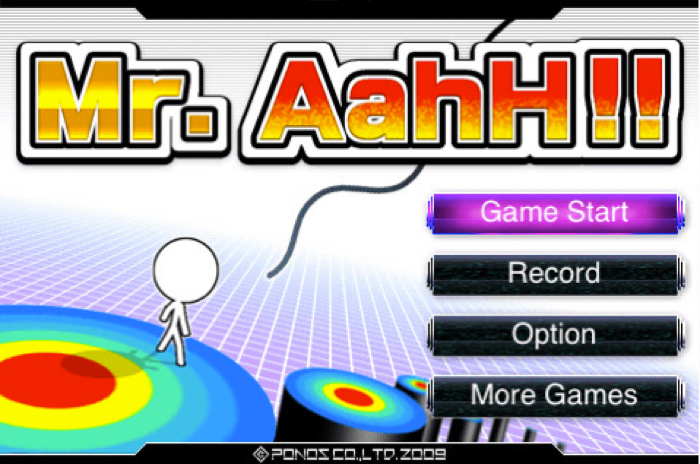 Mr. AahH!!
Game Start
Record
Option
More Games
© PONOS CO.,LTD.2009